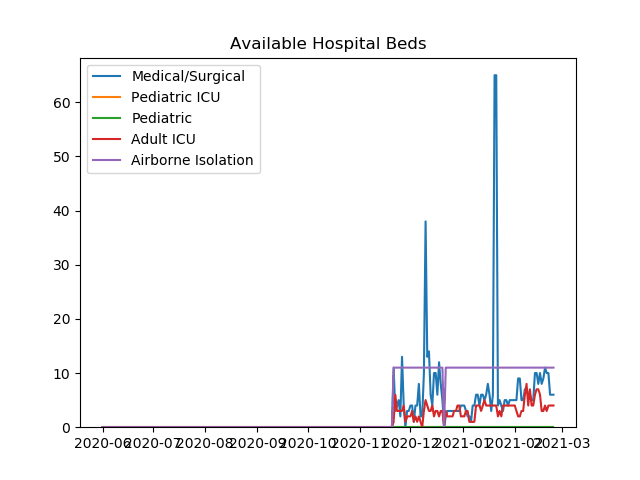 Available Hospital Beds
Medical/Surgical
Pediatric ICU
Pediatric
Adult ICU
Airborne Isolation
60
50
40
30
20
10
0
2020-06 2020-07 2020-08 2020-09 2020-10 2020-11 2020-12 2021-01 2021-02 2021-03